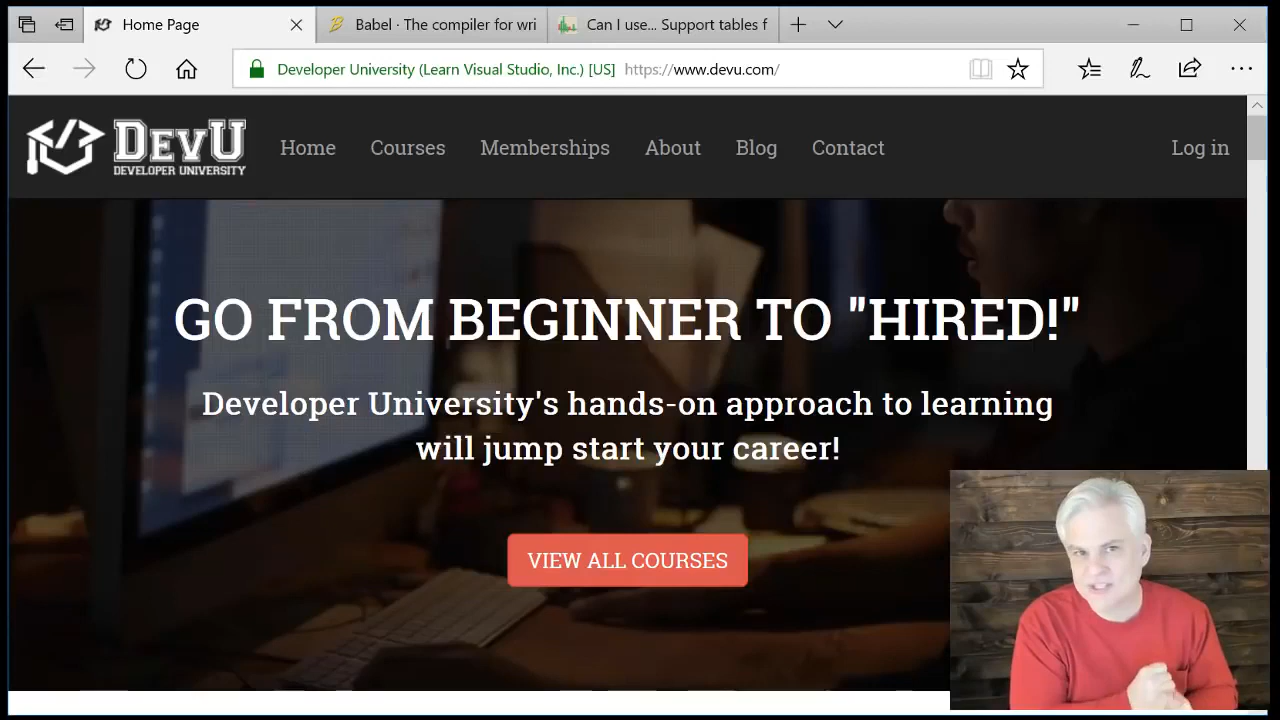 Home Page
Babel · The compiler for wri
Can I use... Support tables f
Developer University (Learn Visual Studio, Inc.) [US] https://www.devu.com/
DEVU
DEVELOPER UNIVERSITY
Home Courses Memberships About Blog Contact Log in
GO FROM BEGINNER TO "HIRED!"
Developer University's hands-on approach to learning
will jump start your career!
VIEW ALL COURSES